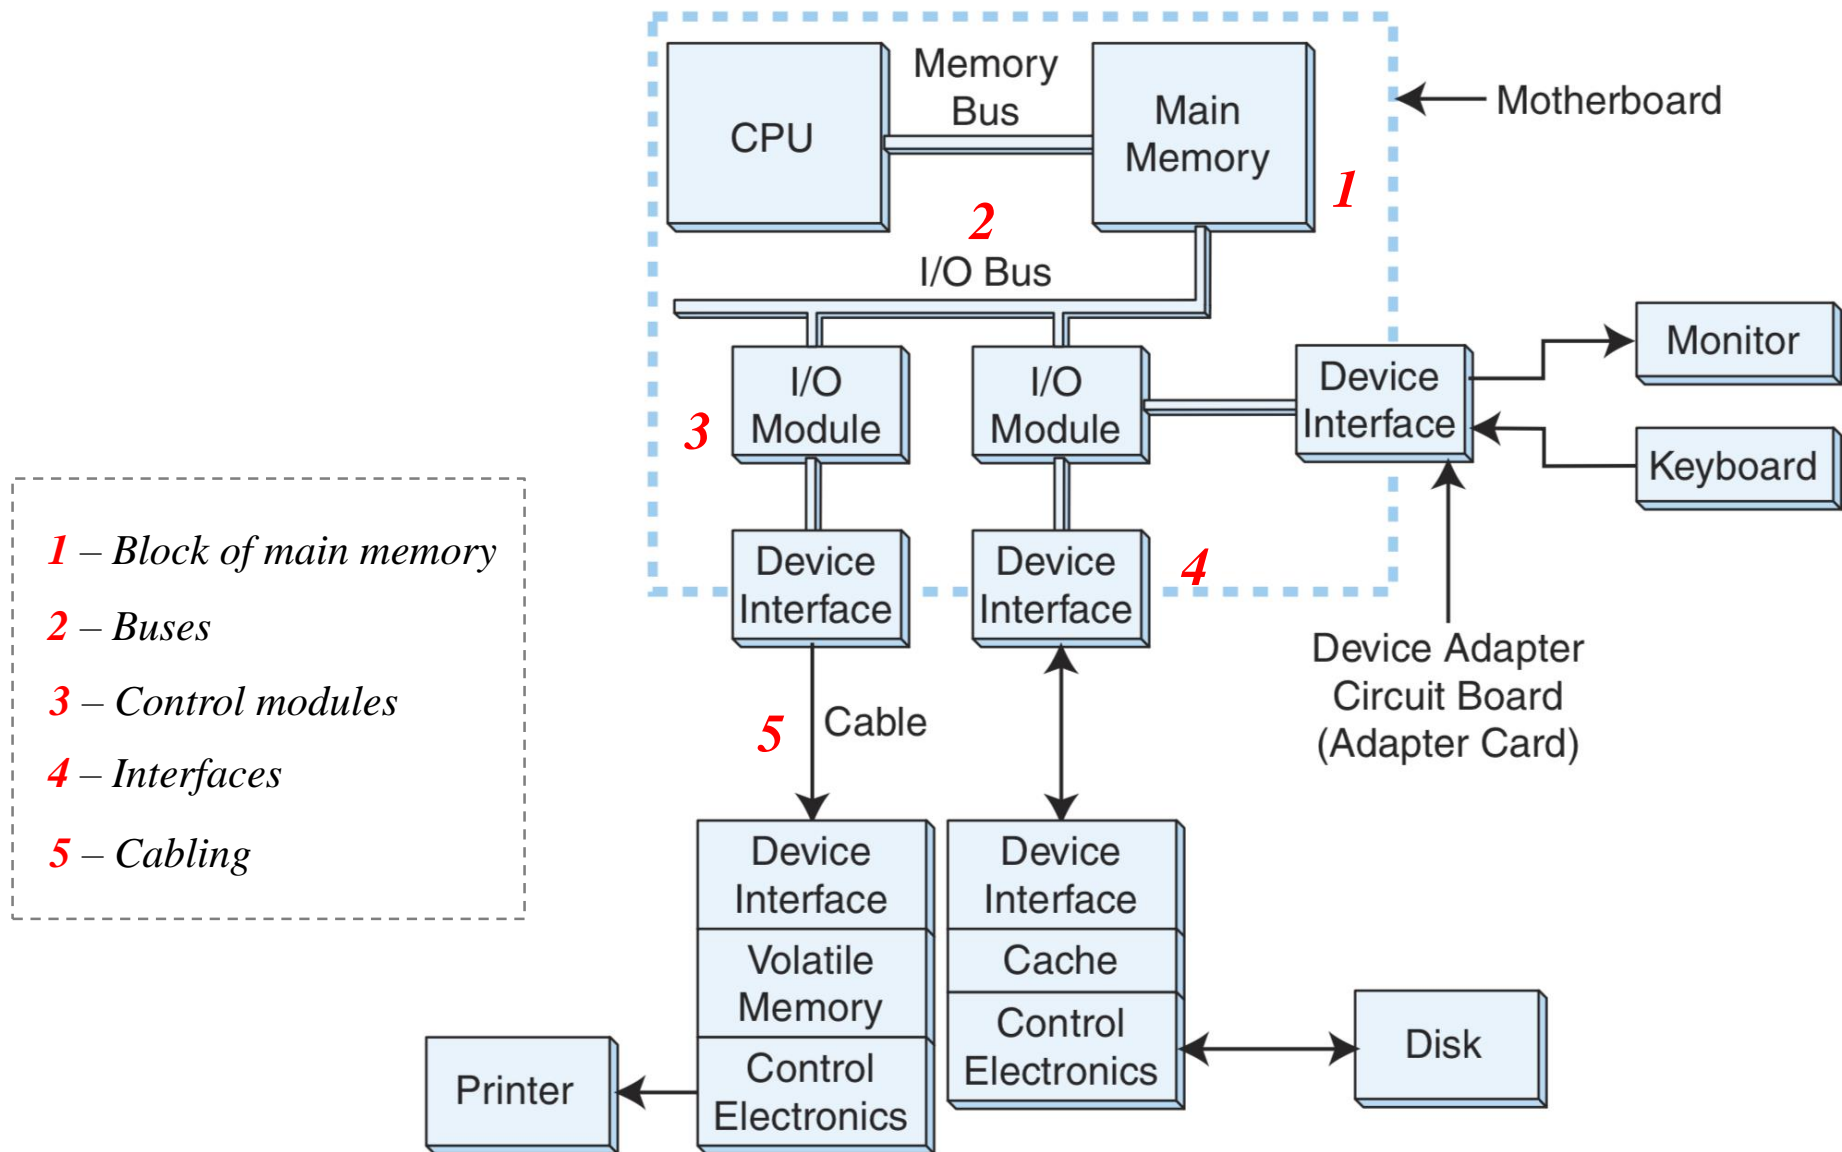 Memory
Bus
CPU
Main
Memory
Motherboard
1
2
I/O Bus
I/O
Module
I/O
Module
Device
Interface
Monitor
Keyboard
3
Device
Interface
Device
Interface
4
Device Adapter
Circuit Board
(Adapter Card)
1 – Block of main memory
2 – Buses
3 – Control modules
4 – Interfaces
5 – Cabling
5
Cable
Device
Interface
Volatile
Memory
Control
Electronics
Device
Interface
Cache
Control
Electronics
Printer
Disk